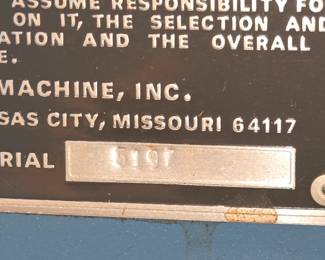 ASSUME RESPONSIBILITY FO
ON IT, THE SELECTION AND
ATION AND THE OVERALL
E.
MACHINE, INC.
SAS CITY, MISSOURI 64117
RIAL